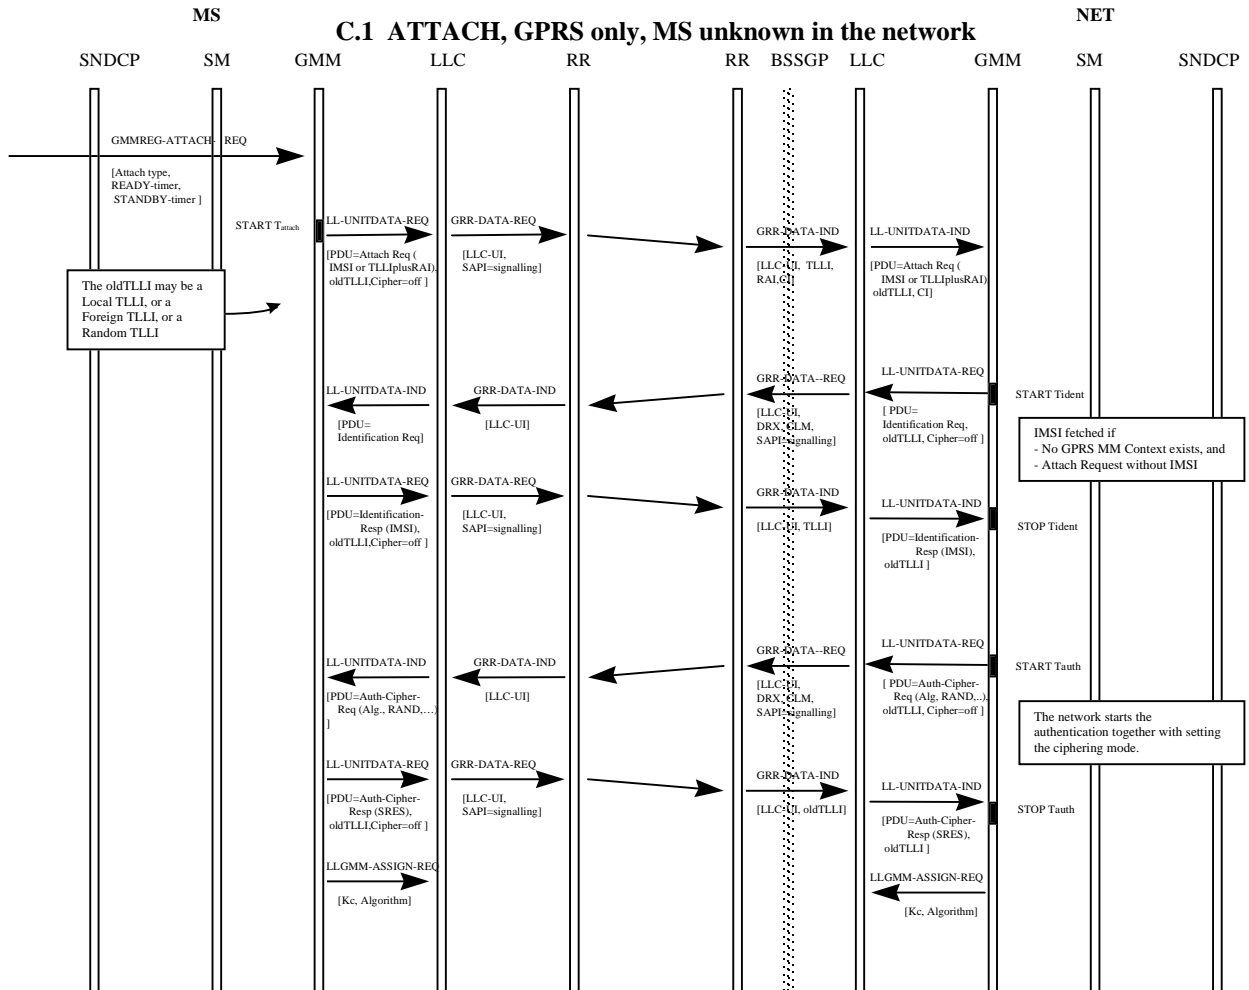 MS
NET
C.1 ATTACH, GPRS only, MS unknown in the network
SNDCP SM GMM LLC RR RR BSSGP LLC GMM SM SNDCP
GMMREG-ATTACH- REQ
[Attach type,
READY-timer,
STANDBY-timer ]
START Tattach
LL-UNITDATA-REQ
[PDU=Attach Req (
IMSI or TLLIplusRAI),
oldTLLI,Cipher=off ]
GRR-DATA-REQ
[LLC-UI,
SAPI=signalling]
GRR-DATA-IND
[LLC-UI, TLLI,
RAI,CI]
LL-UNITDATA-IND
[PDU=Attach Req (
IMSI or TLLIplusRAI)
oldTLLI, CI]
The oldTLLI may be a
Local TLLI, or a
Foreign TLLI, or a
Random TLLI
LL-UNITDATA-IND
[PDU=
Identification Req]
GRR-DATA-IND
[LLC-UI]
GRR-DATA--REQ
[LLC-UI,
DRX, CLM,
SAPI=signalling]
LL-UNITDATA-REQ
[ PDU=
Identification Req,
oldTLLI, Cipher=off ]
START Tident
IMSI fetched if
- No GPRS MM Context exists, and
- Attach Request without IMSI
LL-UNITDATA-REQ
[PDU=Identification-
Resp (IMSI),
oldTLLI,Cipher=off ]
GRR-DATA-REQ
[LLC-UI,
SAPI=signalling]
GRR-DATA-IND
[LLC-UI, TLLI]
LL-UNITDATA-IND
[PDU=Identification-
Resp (IMSI),
oldTLLI ]
STOP Tident
LL-UNITDATA-IND
[PDU=Auth-Cipher-
Req (Alg., RAND,…)
]
GRR-DATA-IND
[LLC-UI]
GRR-DATA--REQ
[LLC-UI,
DRX, CLM,
SAPI=signalling]
LL-UNITDATA-REQ
[ PDU=Auth-Cipher-
Req (Alg, RAND,..),
oldTLLI, Cipher=off ]
START Tauth
The network starts the
authentication together with setting
the ciphering mode.
LL-UNITDATA-REQ
[PDU=Auth-Cipher-
Resp (SRES),
oldTLLI,Cipher=off ]
GRR-DATA-REQ
[LLC-UI,
SAPI=signalling]
GRR-DATA-IND
[LLC-UI, oldTLLI]
LL-UNITDATA-IND
[PDU=Auth-Cipher-
Resp (SRES),
oldTLLI ]
STOP Tauth
LLGMM-ASSIGN-REQ
[Kc, Algorithm]
LLGMM-ASSIGN-REQ
[Kc, Algorithm]